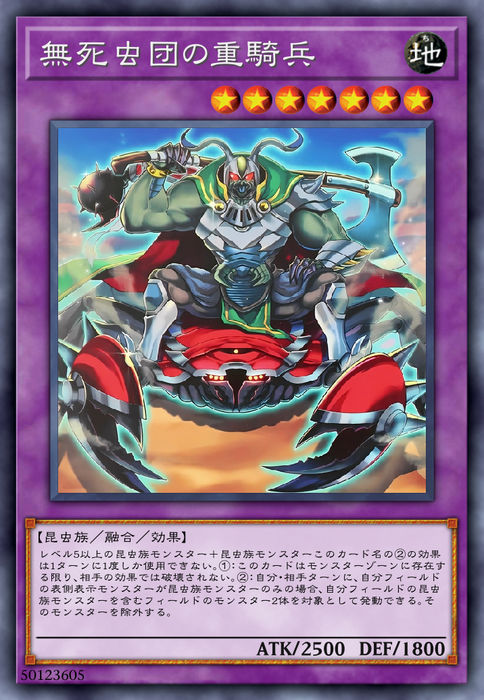 無死虫団の重騎兵
ち
地
【昆虫族／融合／効果】
レベル5以上の昆虫族モンスター＋昆虫族モンスターこのカード名の②の効果
は1ターンに1度しか使用できない。①：このカードはモンスターゾーンに存在す
る限り、相手の効果では破壊されない。②：自分・相手ターンに、自分フィールド
の表側表示モンスターが昆虫族モンスターのみの場合、自分フィールドの昆虫
族モンスターを含むフィールドのモンスター2体を対象として発動できる。そ
のモンスターを除外する。
ATK/2500 DEF/1800
50123605